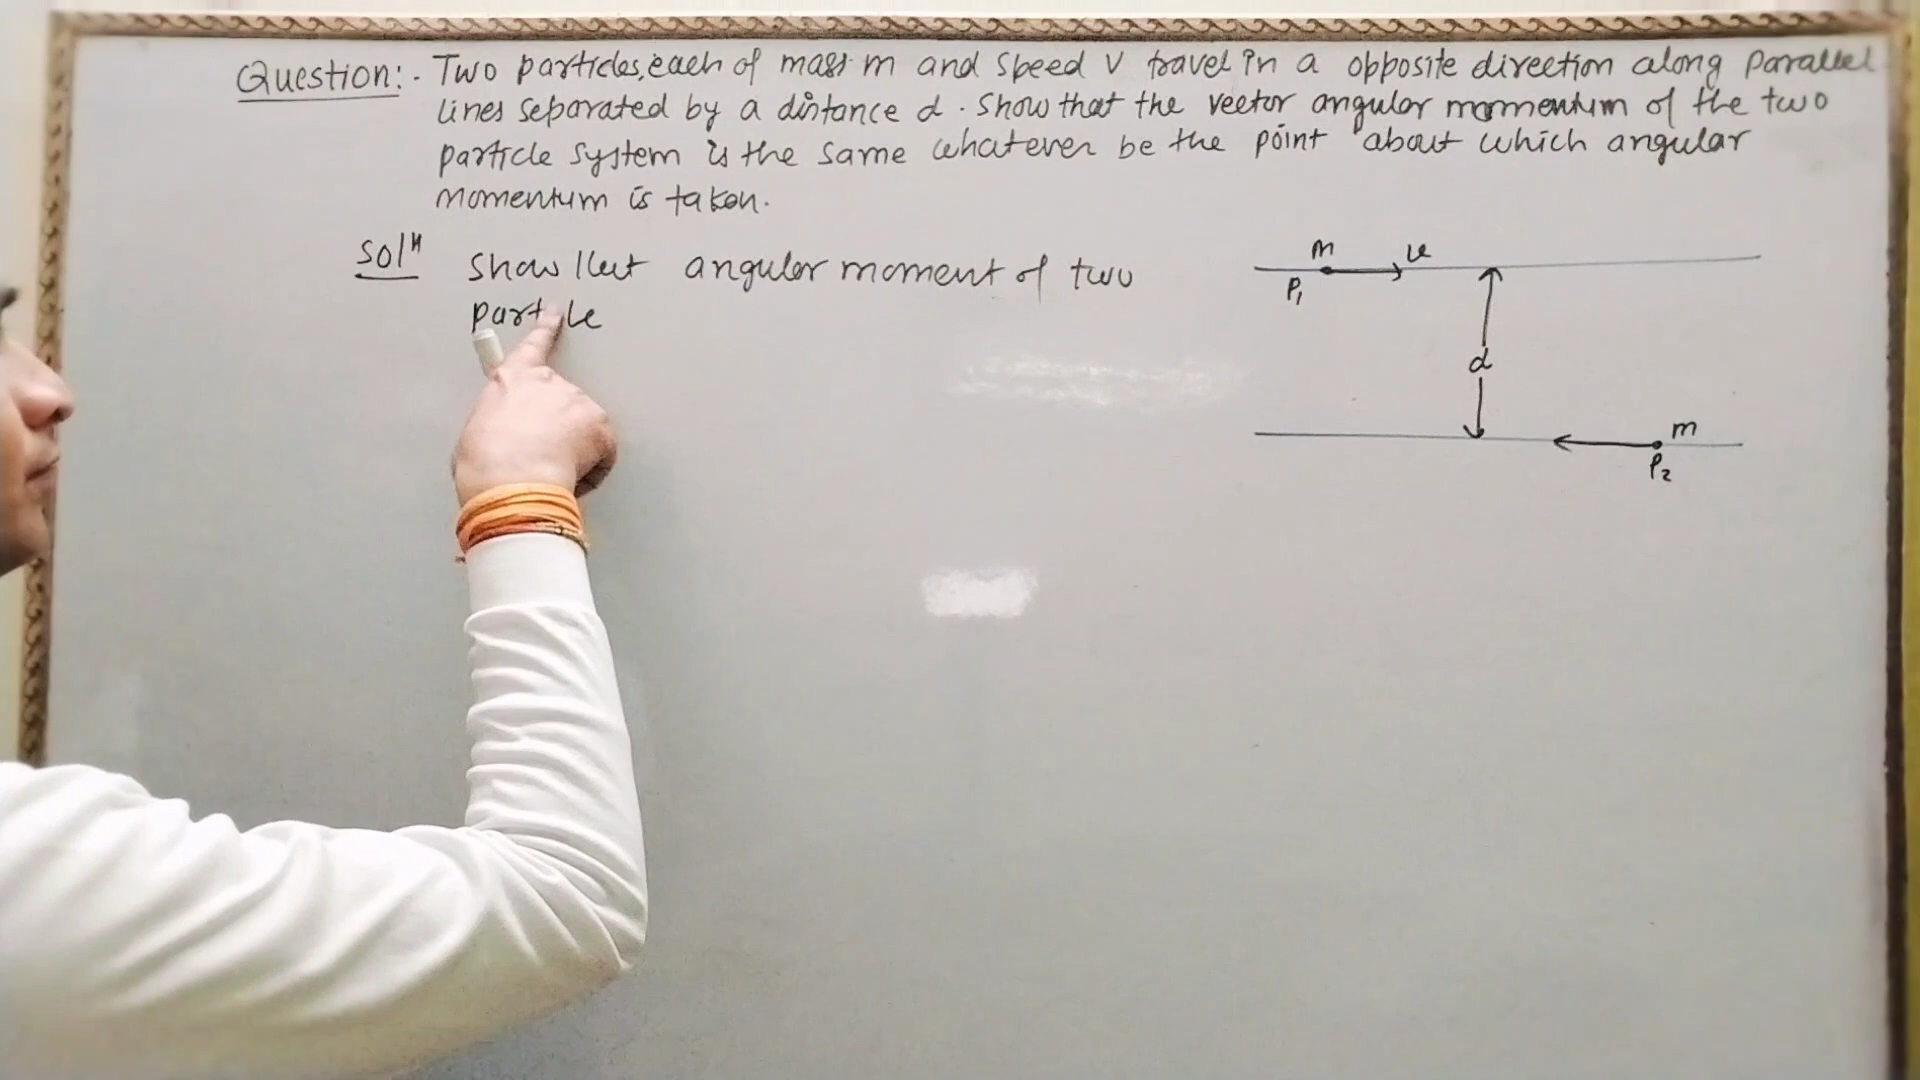 Question:- Two particles, each of mass m and speed v travel in a opposite direction along parallel
lines separated by a distance d. Show that the vector angular momentum of the two
particle system is the same whatever be the point about which angular
momentum is taken.
Solⁿ Show that angular moment of two
m v
P₁
d
m
P₂